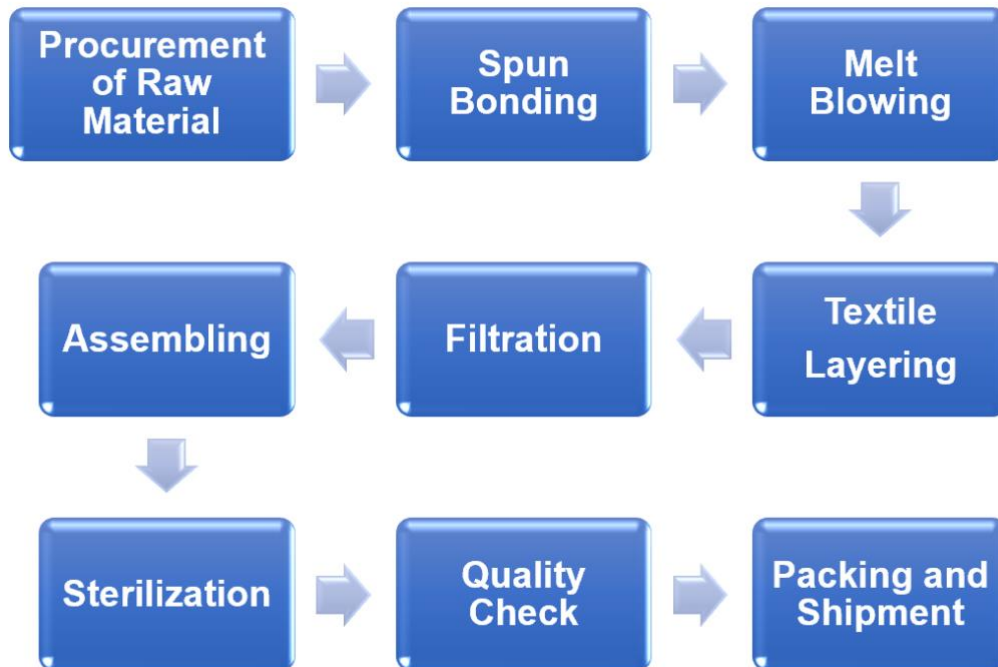 Procurement
of Raw
Material
Spun
Bonding
Melt
Blowing
Textile
Layering
Filtration
Assembling
Sterilization
Quality
Check
Packing and
Shipment